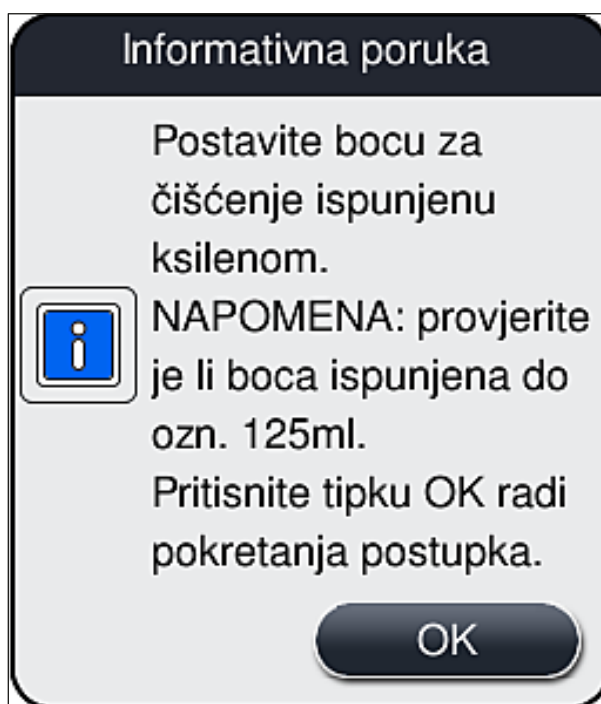 Informativna poruka
Postavite bocu za
čišćenje ispunjenu
ksilenom.
NAPOMENA: provjerite
je li boca ispunjena do
ozn. 125ml.
Pritisnite tipku OK radi
pokretanja postupka.
OK